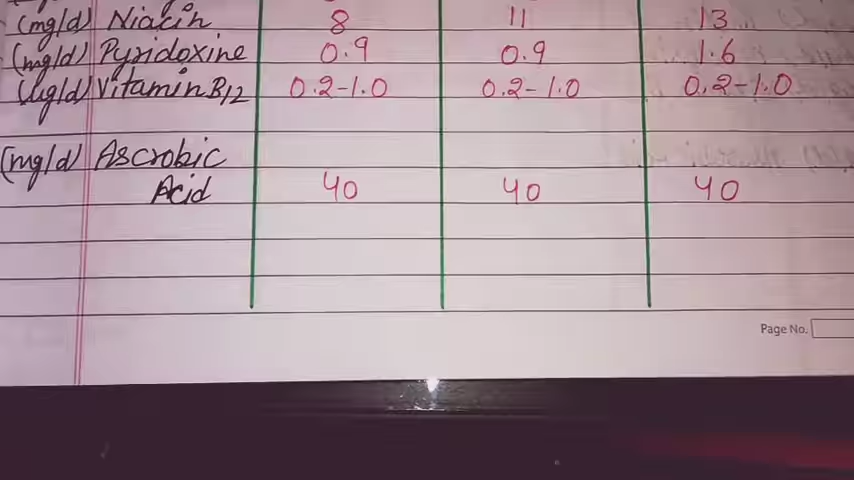 (mg/d) Niacin 8 11 13
(mg/d) Pyridoxine 0.9 0.9 1.6
(µg/d) Vitamin B12 0.2-1.0 0.2-1.0 0.2-1.0
(mg/d) Ascrobic
Acid 40 40 40
Page No.